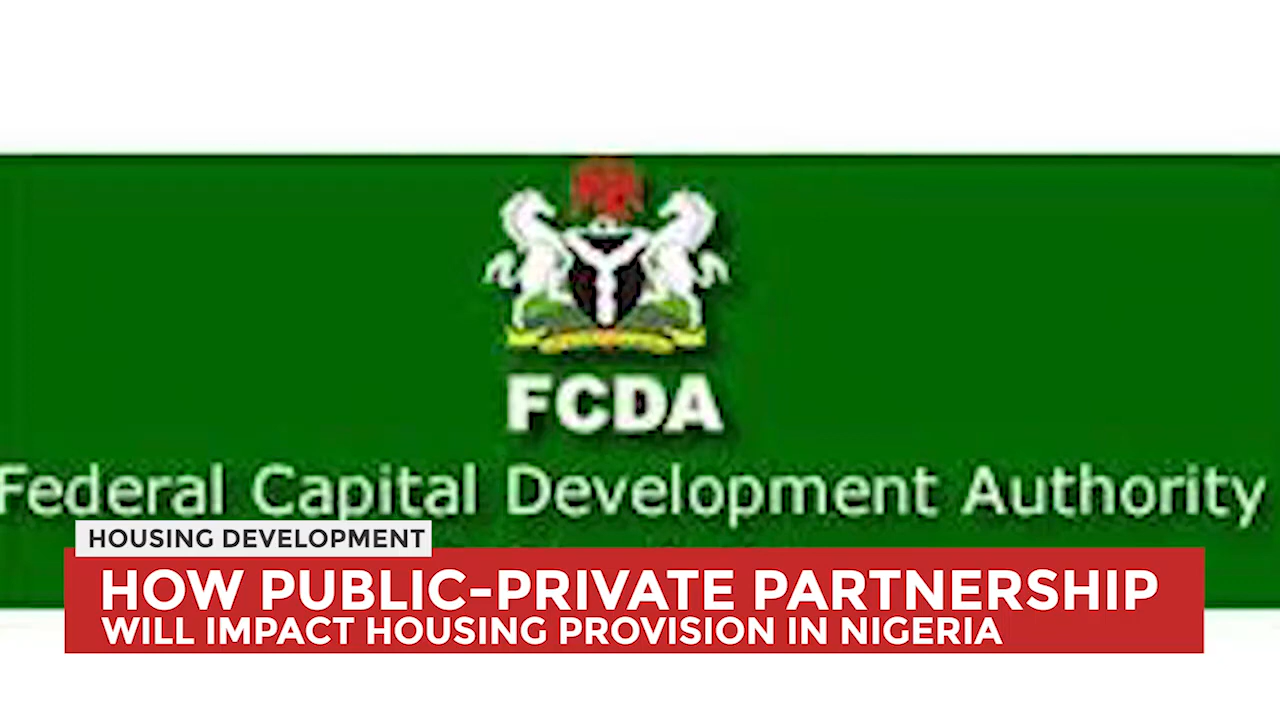 FCDA
Federal Capital Development Authority
HOUSING DEVELOPMENT
HOW PUBLIC-PRIVATE PARTNERSHIP
WILL IMPACT HOUSING PROVISION IN NIGERIA